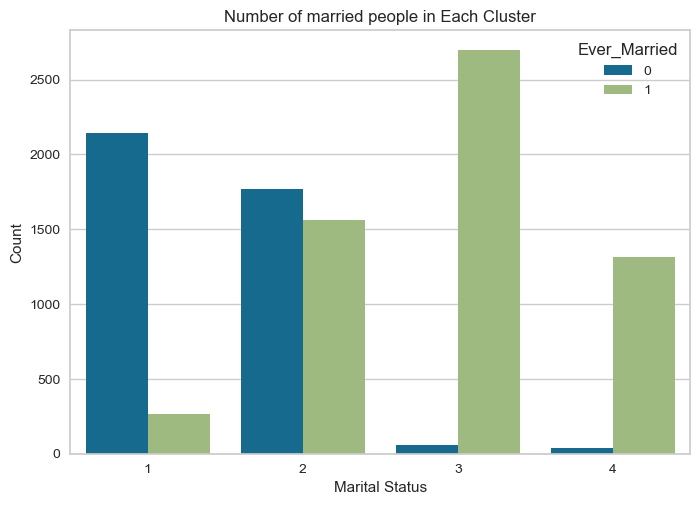 Number of married people in Each Cluster
Ever_Married
0
1
2500
2000
1500
1000
500
0
Count
1 2 3 4
Marital Status